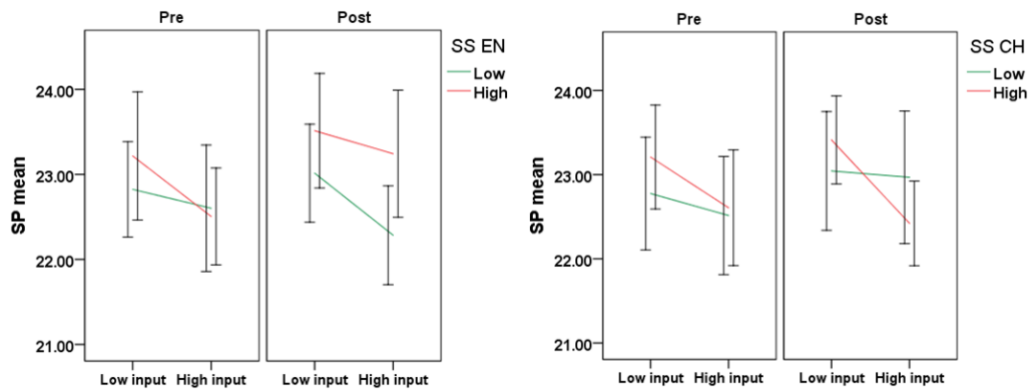 Pre
Post
SS EN
Low
High
SP mean
24.00
23.00
22.00
21.00
Low input
High input
Low input
High input
Pre
Post
SS CH
Low
High
SP mean
24.00
23.00
22.00
21.00
Low input
High input
Low input
High input